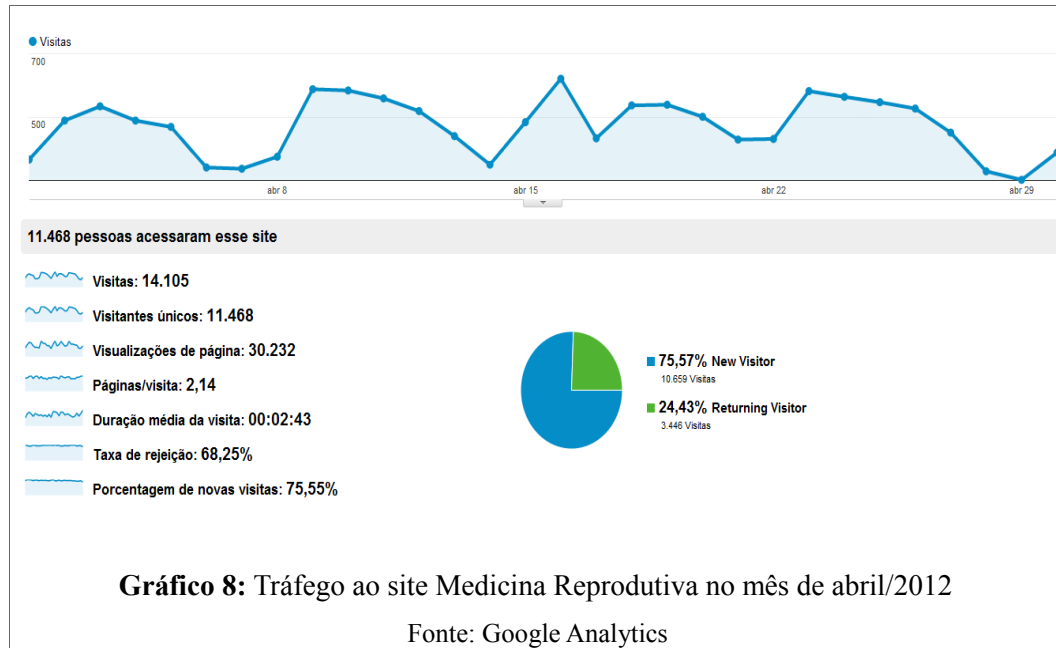 Visitas
700
500
abr 8
abr 15
abr 22
abr 29
11.468 pessoas acessaram esse site
Visitas: 14.105
Visitantes únicos: 11.468
Visualizações de página: 30.232
Páginas/visita: 2,14
Duração média da visita: 00:02:43
Taxa de rejeição: 68,25%
Porcentagem de novas visitas: 75,55%
75,57% New Visitor
10.659 Visitas
24,43% Returning Visitor
3.446 Visitas
Gráfico 8: Tráfego ao site Medicina Reprodutiva no mês de abril/2012
Fonte: Google Analytics